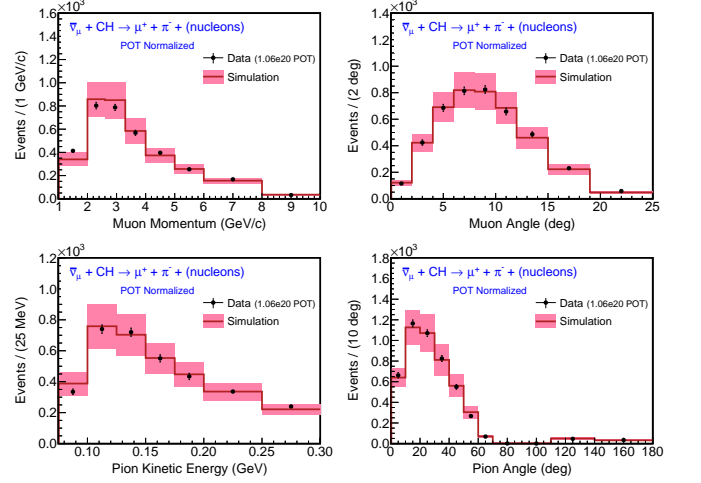 ×10³
ν̄μ + CH → μ⁺ + π⁻ + (nucleons)
POT Normalized
Data (1.06e20 POT)
Simulation
Events / (1 GeV/c)
0.0
0.2
0.4
0.6
0.8
1.0
1.2
1.4
1.6
1 2 3 4 5 6 7 8 9 10
Muon Momentum (GeV/c)
×10³
ν̄μ + CH → μ⁺ + π⁻ + (nucleons)
POT Normalized
Data (1.06e20 POT)
Simulation
Events / (2 deg)
0.0
0.2
0.4
0.6
0.8
1.0
1.2
1.4
0 5 10 15 20 25
Muon Angle (deg)
×10³
ν̄μ + CH → μ⁺ + π⁻ + (nucleons)
POT Normalized
Data (1.06e20 POT)
Simulation
Events / (25 MeV)
0.0
0.2
0.4
0.6
0.8
1.0
1.2
0.10 0.15 0.20 0.25 0.30
Pion Kinetic Energy (GeV)
×10³
ν̄μ + CH → μ⁺ + π⁻ + (nucleons)
POT Normalized
Data (1.06e20 POT)
Simulation
Events / (10 deg)
0.0
0.2
0.4
0.6
0.8
1.0
1.2
1.4
1.6
1.8
0 20 40 60 80 100 120 140 160 180
Pion Angle (deg)